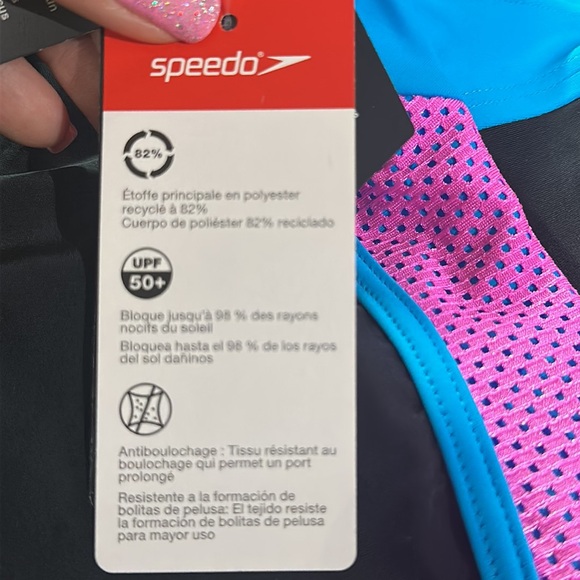 speedo
82%
Étoffe principale en polyester
recyclé à 82%
Cuerpo de poliéster 82% reciclado
UPF
50+
Bloque jusqu'à 98 % des rayons
nocifs du soleil
Bloquea hasta el 98 % de los rayos
del sol dañinos
Antiboulochage : Tissu résistant au
boulochage qui permet un port
prolongé
Resistente a la formación de
bolitas de pelusa: El tejido resiste
la formación de bolitas de pelusa
para mayor uso